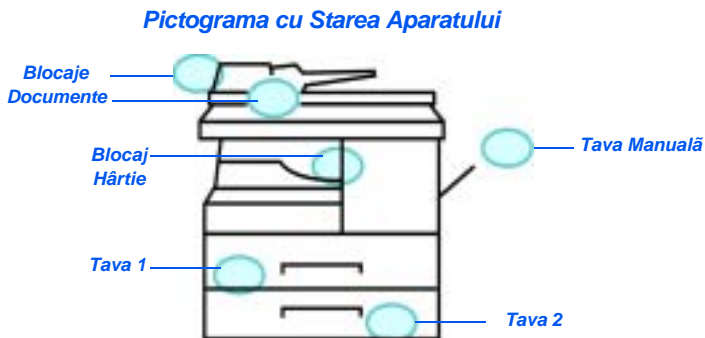 Pictograma cu Starea Aparatului
Blocaje
Documente
Blocaj
Hârtie
Tava Manualã
Tava 1
Tava 2